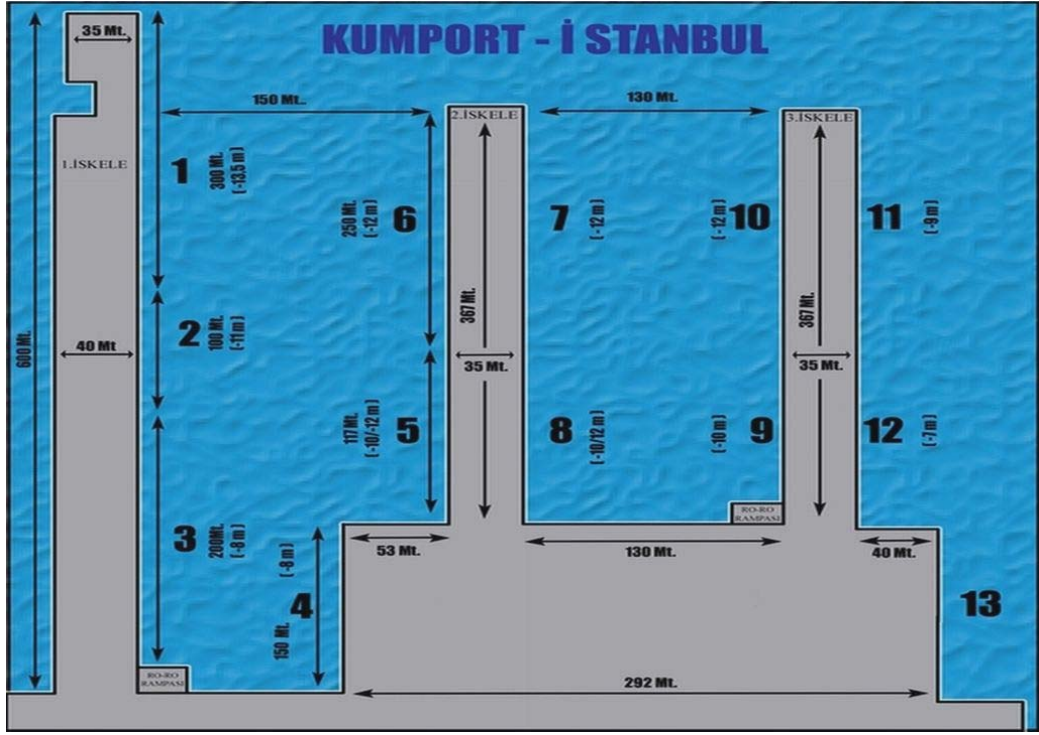 KUMPORT - İ STANBUL
35 Mt.
150 Mt..
130 Mt.
2.İSKELE
3.İSKELE
1.İSKELE
1
300 Mt.
(-13,5 m)
6
250 Mt.
(-12 m)
7
(-12 m)
10
(-12 m)
11
(-9 m)
600 Mt.
2
100 Mt.
(-11 m)
367 Mt.
367 Mt.
40 Mt
35 Mt.
35 Mt.
5
117 Mt.
(-10/-12 m)
8
(-10/12 m)
9
(-10 m)
12
(-7 m)
3
200Mt.
(-8 m)
RO-RO
RAMPASI
53 Mt.
130 Mt.
40 Mt.
4
(-8 m)
150 Mt.
13
RO-RO
RAMPASI
292 Mt.